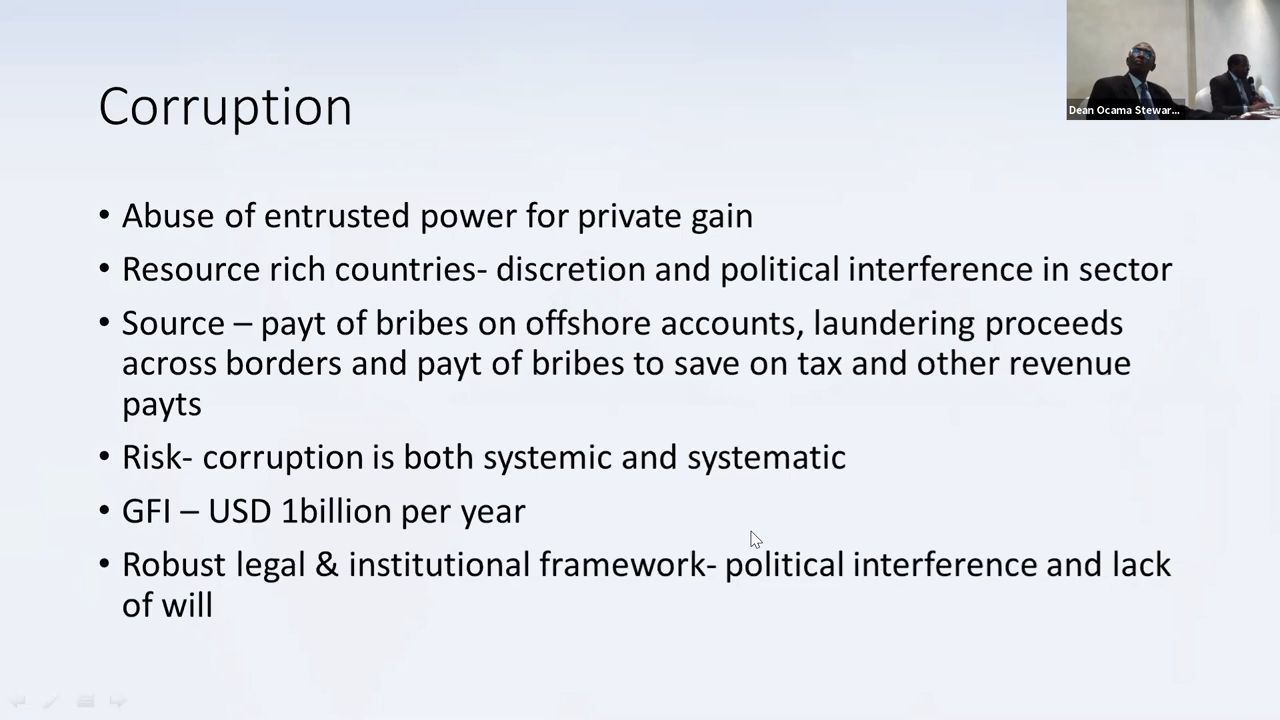 Corruption
Dean Ocama Stewar...
• Abuse of entrusted power for private gain
• Resource rich countries- discretion and political interference in sector
• Source – payt of bribes on offshore accounts, laundering proceeds
across borders and payt of bribes to save on tax and other revenue
payts
• Risk- corruption is both systemic and systematic
• GFI – USD 1billion per year
• Robust legal & institutional framework- political interference and lack
of will